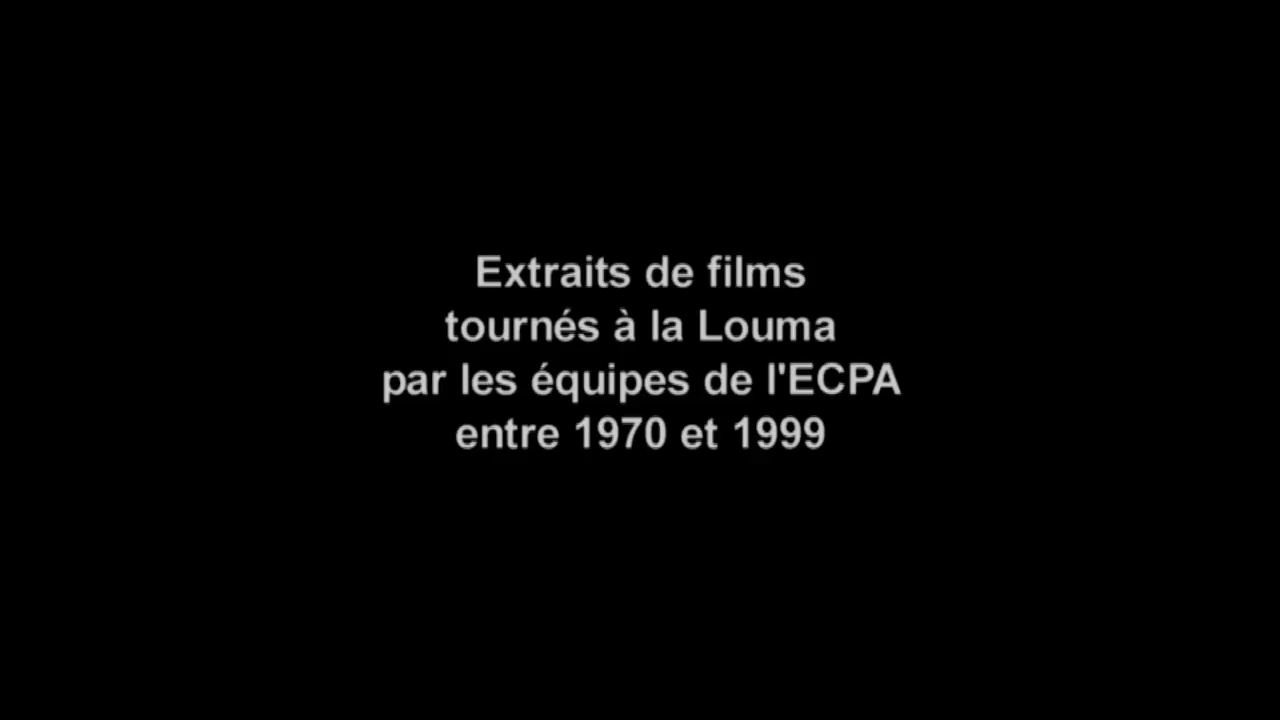 Extraits de films
tournés à la Louma
par les équipes de l'ECPA
entre 1970 et 1999